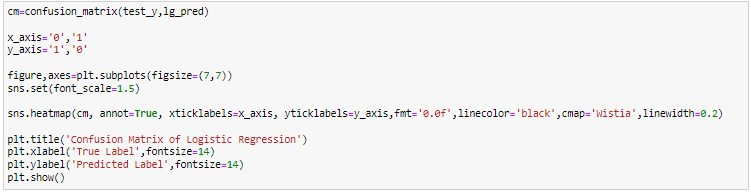 cm=confusion_matrix(test_y,lg_pred)
x_axis='0','1'
y_axis='1','0'
figure,axes=plt.subplots(figsize=(7,7))
sns.set(font_scale=1.5)
sns.heatmap(cm, annot=True, xticklabels=x_axis, yticklabels=y_axis,fmt='0.0f',linecolor='black',cmap='Wistia',linewidth=0.2)
plt.title('Confusion Matrix of Logistic Regression')
plt.xlabel('True Label',fontsize=14)
plt.ylabel('Predicted Label',fontsize=14)
plt.show()